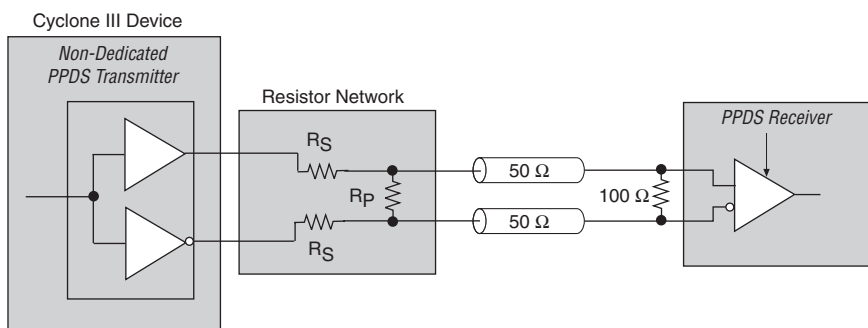 Cyclone III Device
Non-Dedicated
PPDS Transmitter
Resistor Network
PPDS Receiver
RS
50 Ω
RP
100 Ω
50 Ω
RS